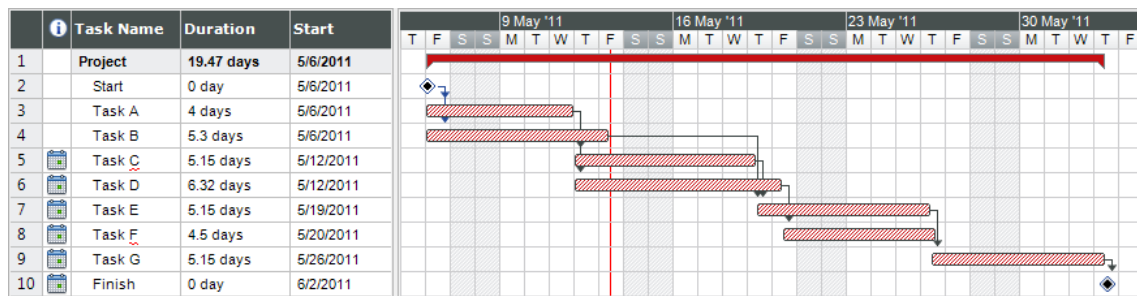 9 May '11 16 May '11 23 May '11 30 May '11
Task Name Duration Start
T F S S M T W T F S S M T W T F S S M T W T F S S M T W T F
1 Project 19.47 days 5/6/2011
2 Start 0 day 5/6/2011
3 Task A 4 days 5/6/2011
4 Task B 5.3 days 5/6/2011
5 Task C 5.15 days 5/12/2011
6 Task D 6.32 days 5/12/2011
7 Task E 5.15 days 5/19/2011
8 Task F 4.5 days 5/20/2011
9 Task G 5.15 days 5/26/2011
10 Finish 0 day 6/2/2011